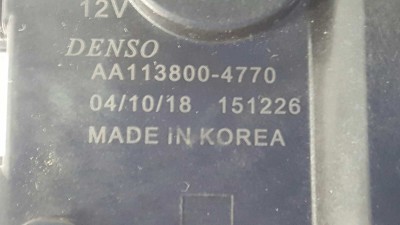 12V
DENSO
AA113800-4770
04/10/18 151226
MADE IN KOREA